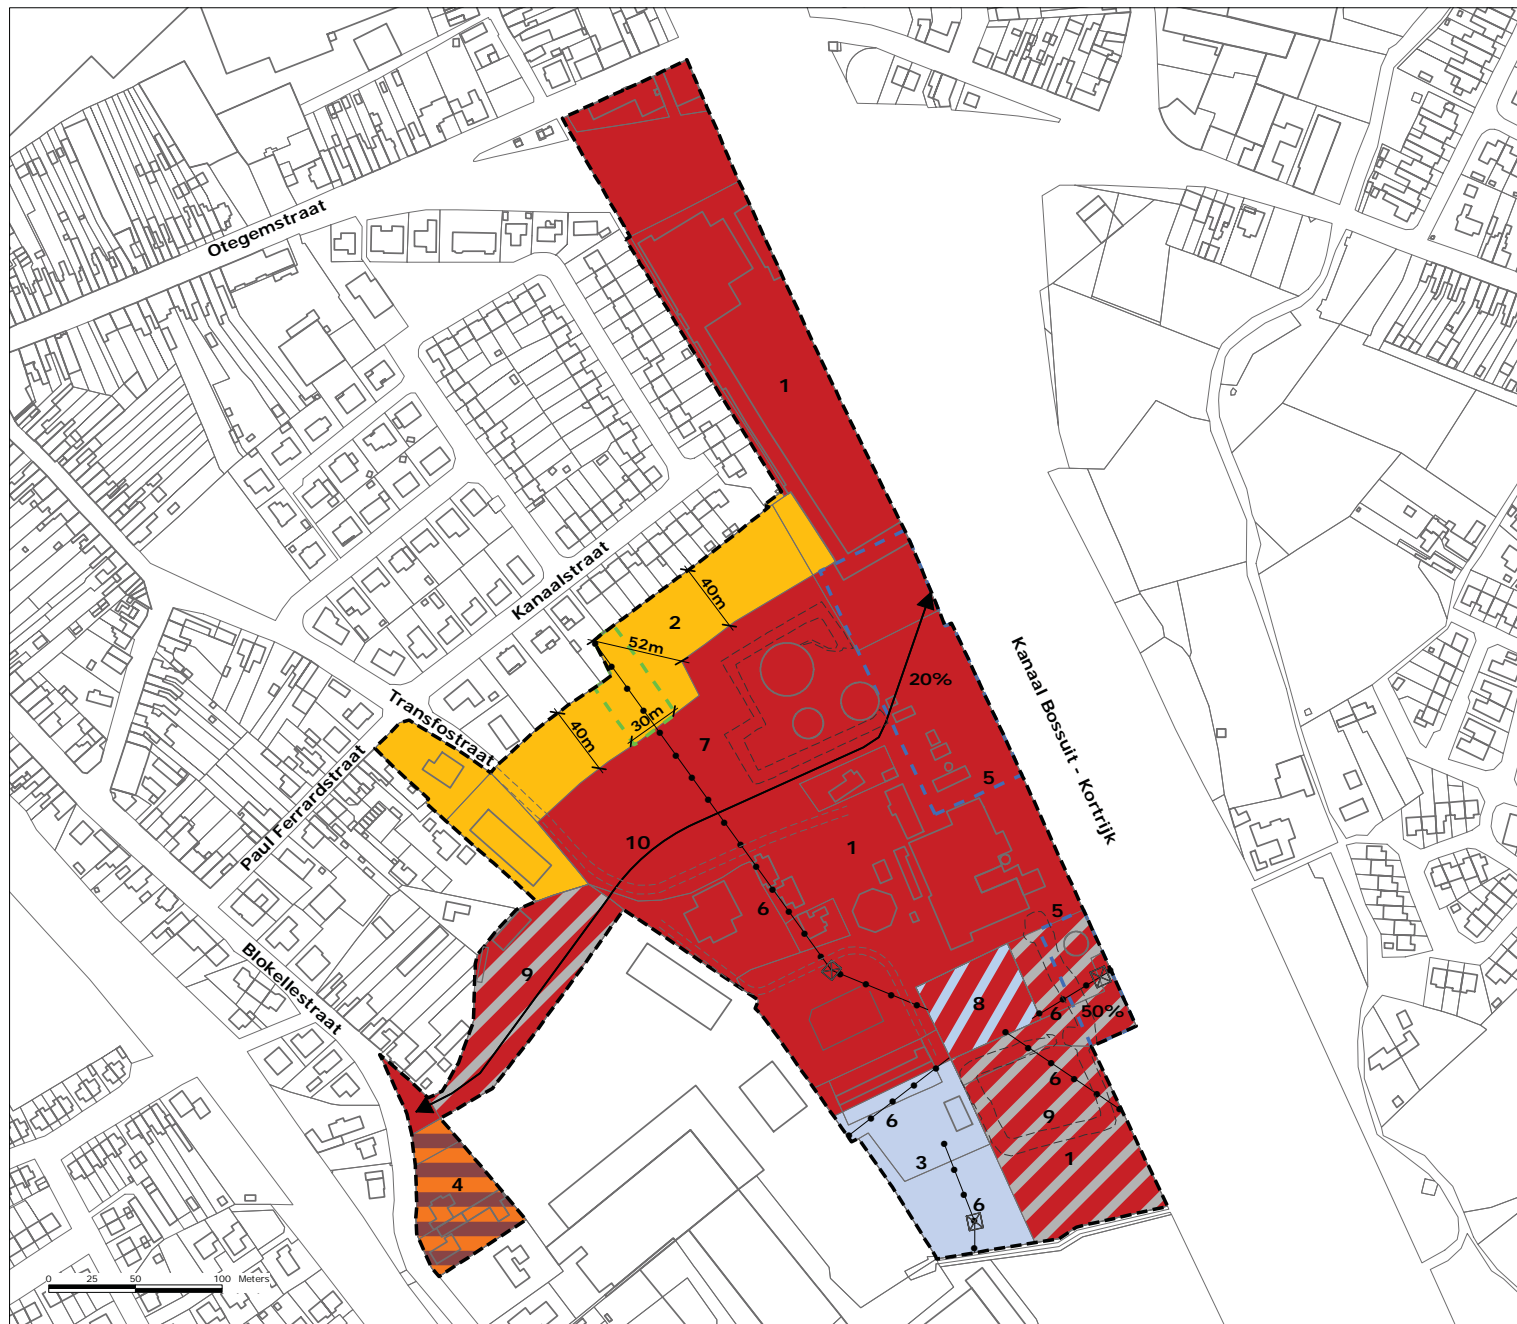 Otegemstraat
1
Kanaalstraat
40m
2
52m
Kanaal Bossuit - Kortrijk
20%
Transfostraat
30m
40m
7
5
Paul Ferrardstraat
10
1
6
5
Blokellestraat
9
8
6
50%
6
9
6
3
1
4
6
0 25 50 100 Meters